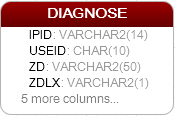 DIAGNOSE
IPID: VARCHAR2(14)
USEID: CHAR(10)
ZD: VARCHAR2(50)
ZDLX: VARCHAR2(1)
5 more columns...